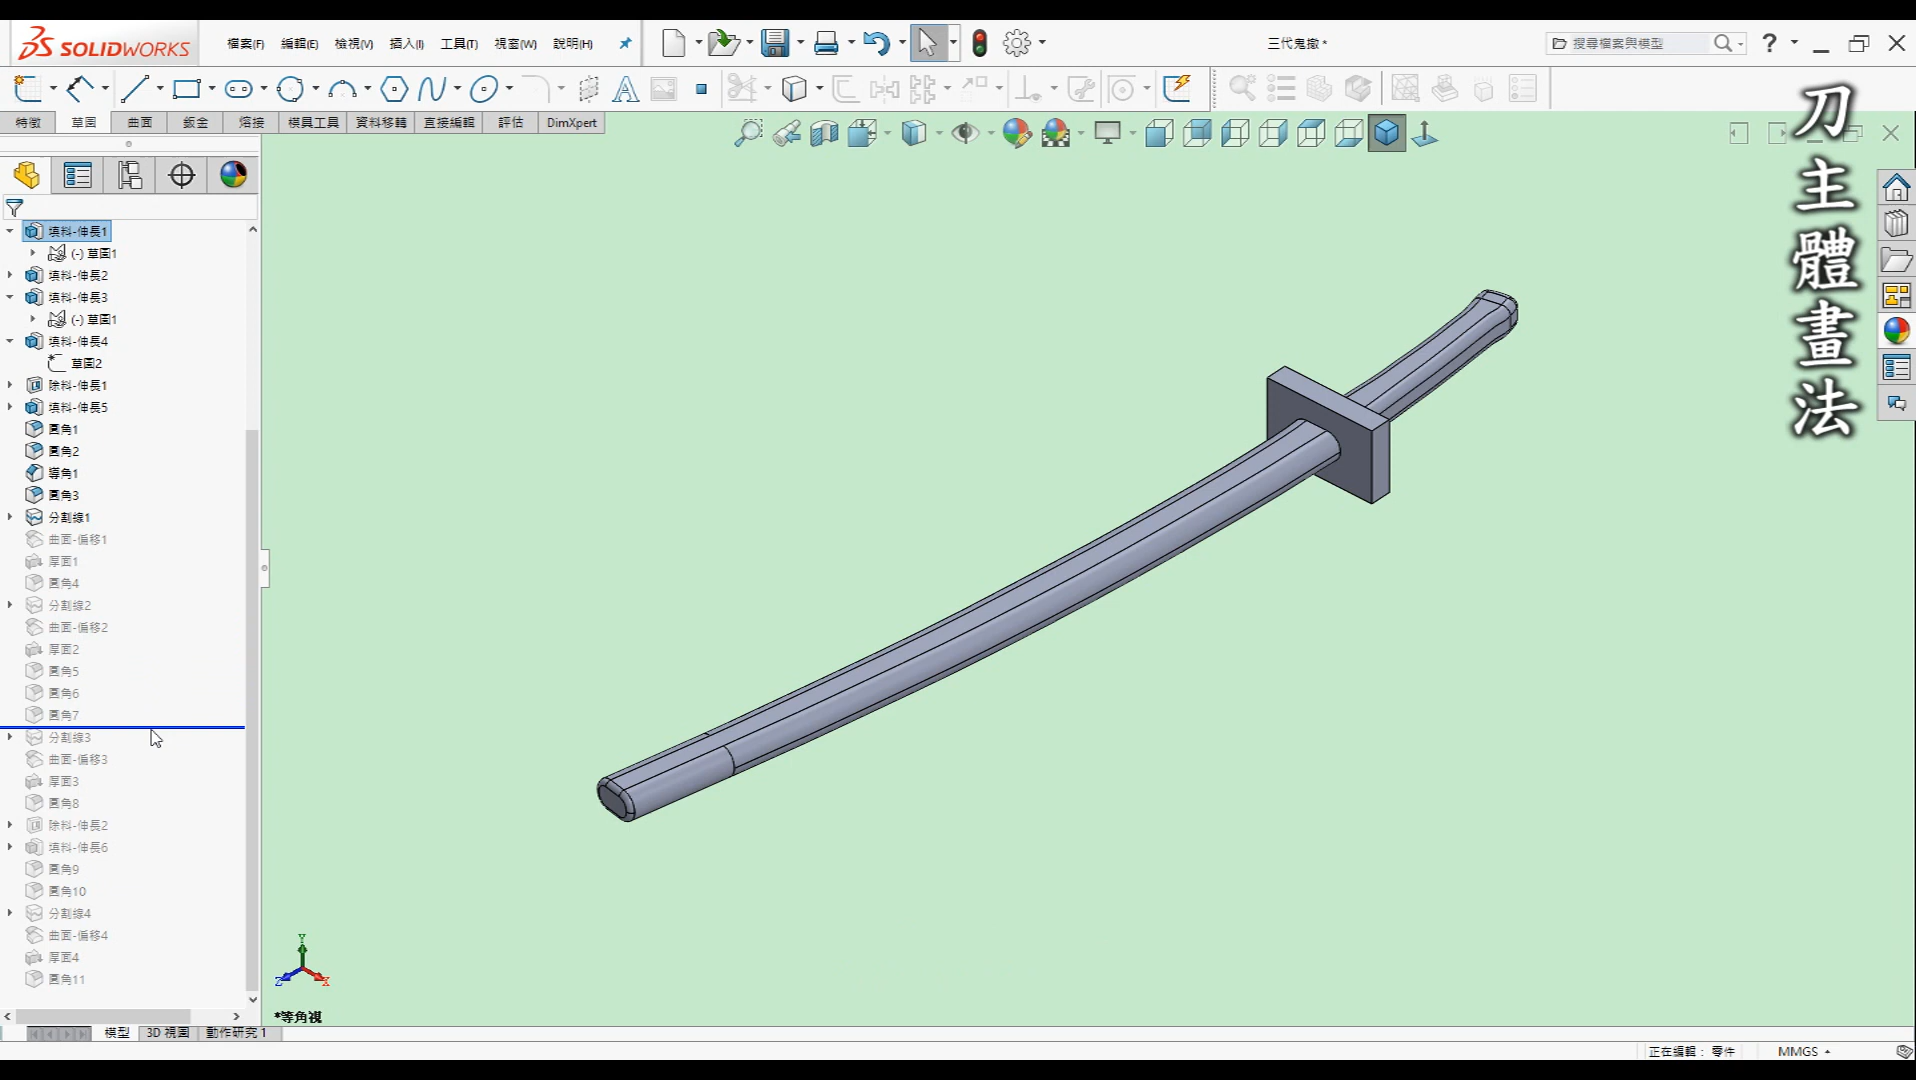 SOLIDWORKS 檔案(F) 編輯(E) 檢視(V) 插入(I) 工具(T) 視窗(W) 說明(H) 三代鬼徹 * 搜尋檔案與模型
特徵 草圖 曲面 鈑金 熔接 模具工具 資料移轉 直接編輯 評估 DimXpert
填料-伸長1
(-) 草圖1
填料-伸長2
填料-伸長3
(-) 草圖1
填料-伸長4
草圖2
除料-伸長1
填料-伸長5
圓角1
圓角2
導角1
圓角3
分割線1
曲面-偏移1
厚面1
圓角4
分割線2
曲面-偏移2
厚面2
圓角5
圓角6
圓角7
分割線3
曲面-偏移3
厚面3
圓角8
除料-伸長2
填料-伸長6
圓角9
圓角10
分割線4
曲面-偏移4
厚面4
圓角11
刀主體畫法
Y
Z
X
*等角視
模型 3D 視圖 動作研究 1
正在編輯： 零件 MMGS